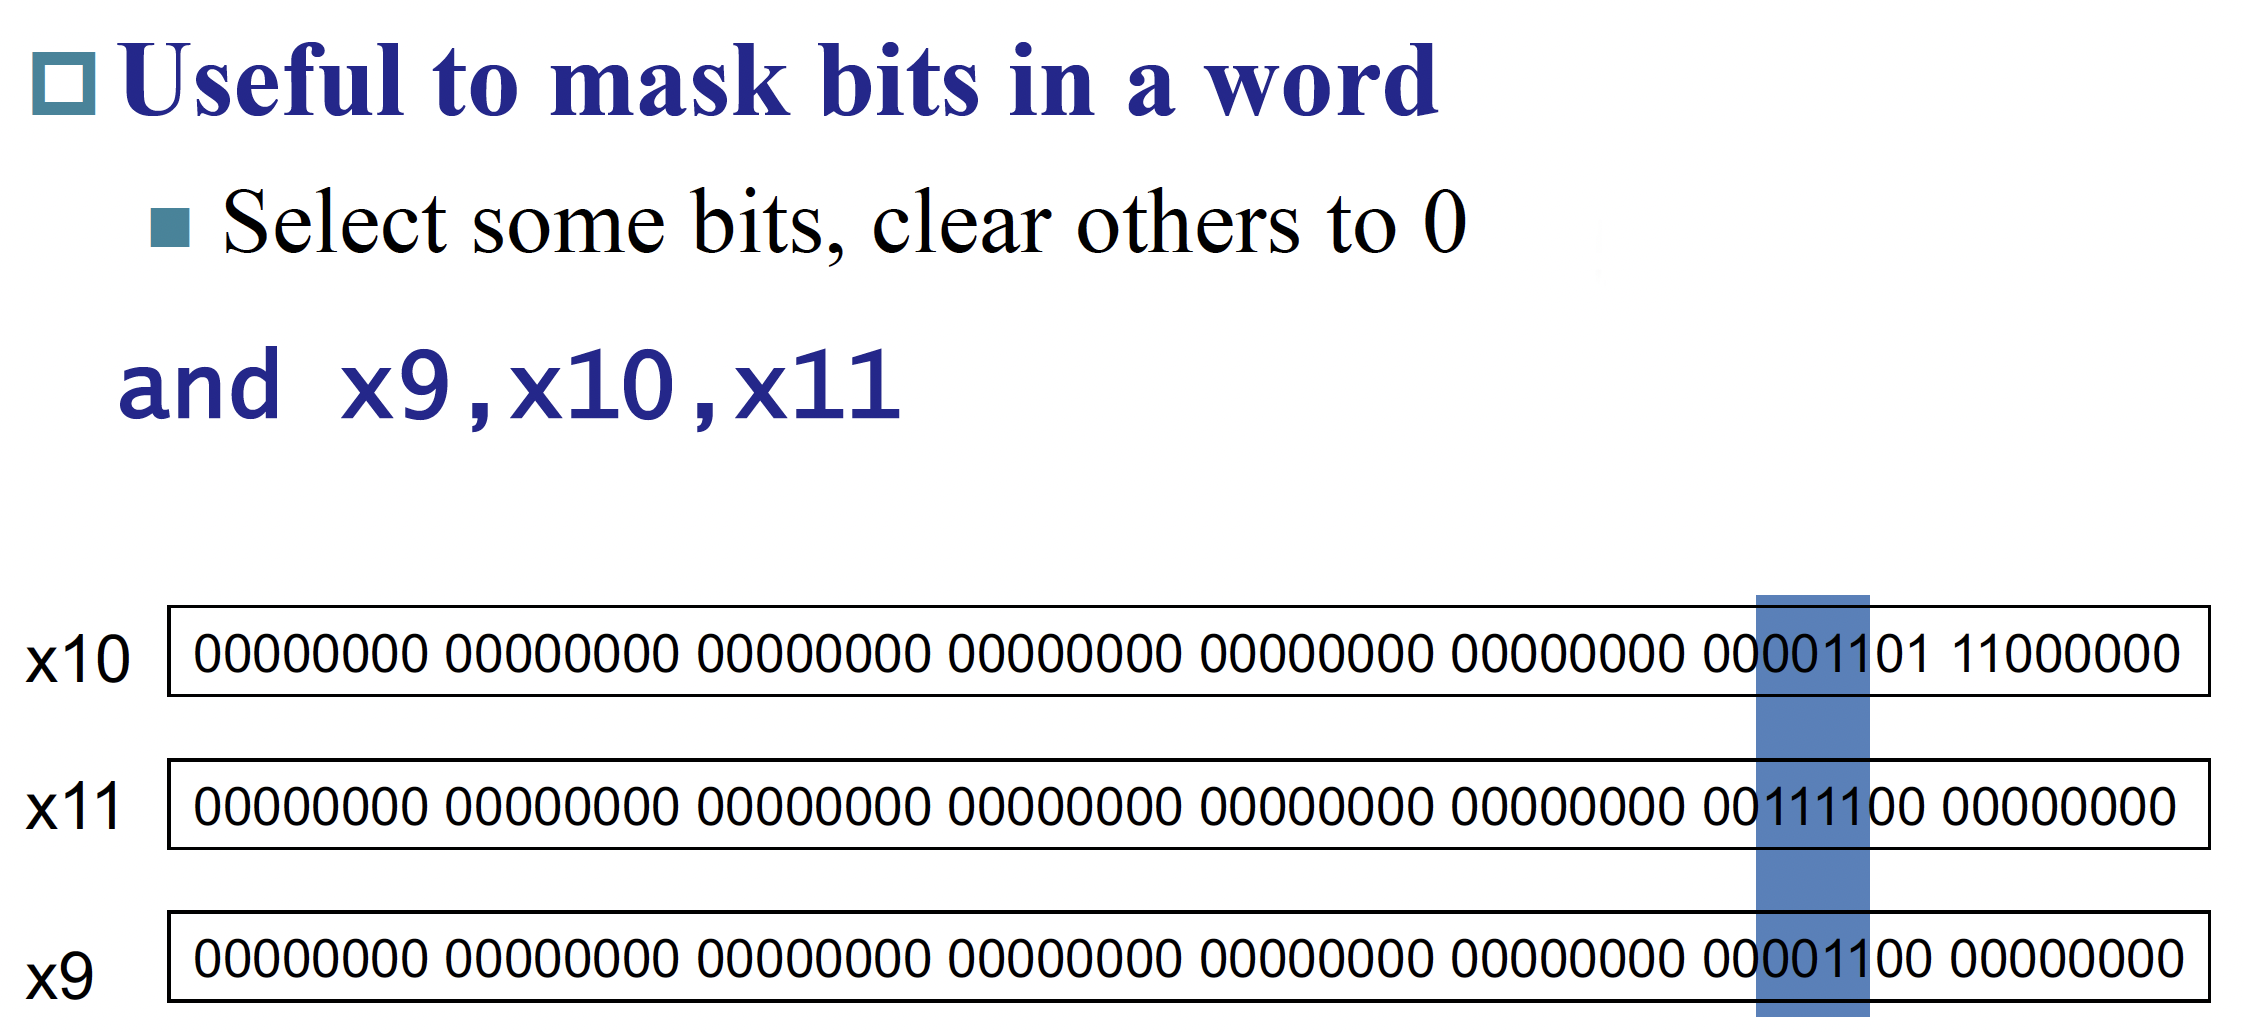 Useful to mask bits in a word
Select some bits, clear others to 0
and x9,x10,x11
x10 00000000 00000000 00000000 00000000 00000000 00000000 00001101 11000000
x11 00000000 00000000 00000000 00000000 00000000 00000000 00111100 00000000
x9 00000000 00000000 00000000 00000000 00000000 00000000 00001100 00000000